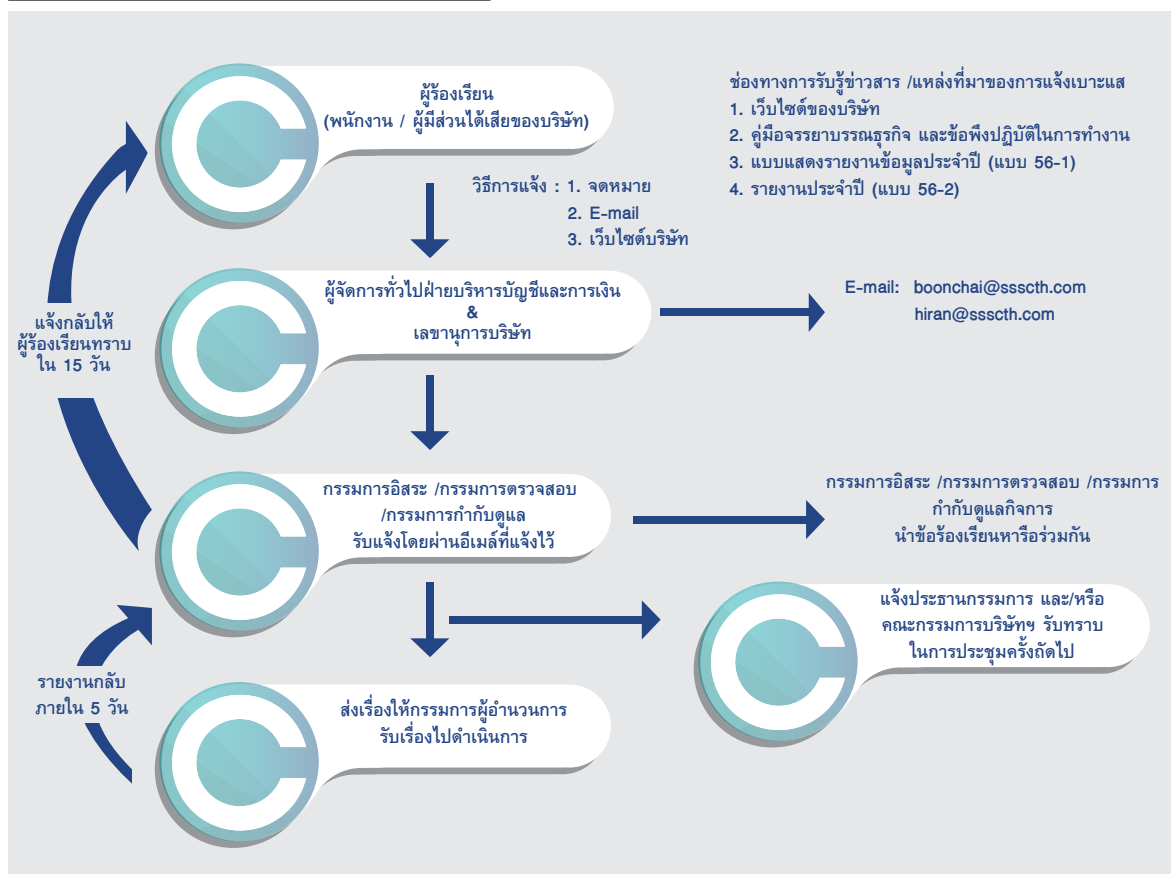 ผู้ร้องเรียน
(พนักงาน / ผู้มีส่วนได้เสียของบริษัท)
ช่องทางการรับรู้ข่าวสาร /แหล่งที่มาของการแจ้งเบาะแส
1. เว็บไซต์ของบริษัท
2. คู่มือจรรยาบรรณธุรกิจ และข้อพึงปฏิบัติในการทำงาน
3. แบบแสดงรายงานข้อมูลประจำปี (แบบ 56-1)
4. รายงานประจำปี (แบบ 56-2)
วิธีการแจ้ง : 1. จดหมาย
2. E-mail
3. เว็บไซต์บริษัท
ผู้จัดการทั่วไปฝ่ายบริหารบัญชีและการเงิน
&
เลขานุการบริษัท
E-mail: boonchai@ssscth.com
hiran@ssscth.com
แจ้งกลับให้
ผู้ร้องเรียนทราบ
ใน 15 วัน
กรรมการอิสระ /กรรมการตรวจสอบ
/กรรมการกำกับดูแล
รับแจ้งโดยผ่านอีเมล์ที่แจ้งไว้
กรรมการอิสระ /กรรมการตรวจสอบ /กรรมการ
กำกับดูแลกิจการ
นำข้อร้องเรียนหารือร่วมกัน
แจ้งประธานกรรมการ และ/หรือ
คณะกรรมการบริษัทฯ รับทราบ
ในการประชุมครั้งถัดไป
รายงานกลับ
ภายใน 5 วัน
ส่งเรื่องให้กรรมการผู้อำนวยการ
รับเรื่องไปดำเนินการ